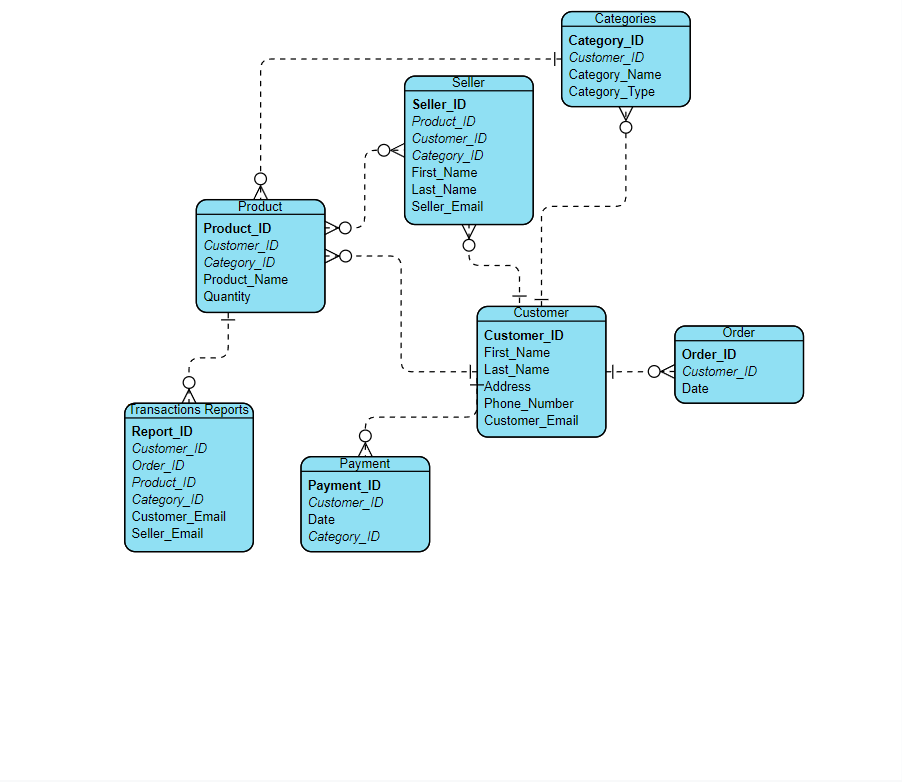 Categories
Category_ID
Customer_ID
Category_Name
Category_Type
Seller
Seller_ID
Product_ID
Customer_ID
Category_ID
First_Name
Last_Name
Seller_Email
Product
Product_ID
Customer_ID
Category_ID
Product_Name
Quantity
Customer
Customer_ID
First_Name
Last_Name
Address
Phone_Number
Customer_Email
Order
Order_ID
Customer_ID
Date
Transactions Reports
Report_ID
Customer_ID
Order_ID
Product_ID
Category_ID
Customer_Email
Seller_Email
Payment
Payment_ID
Customer_ID
Date
Category_ID